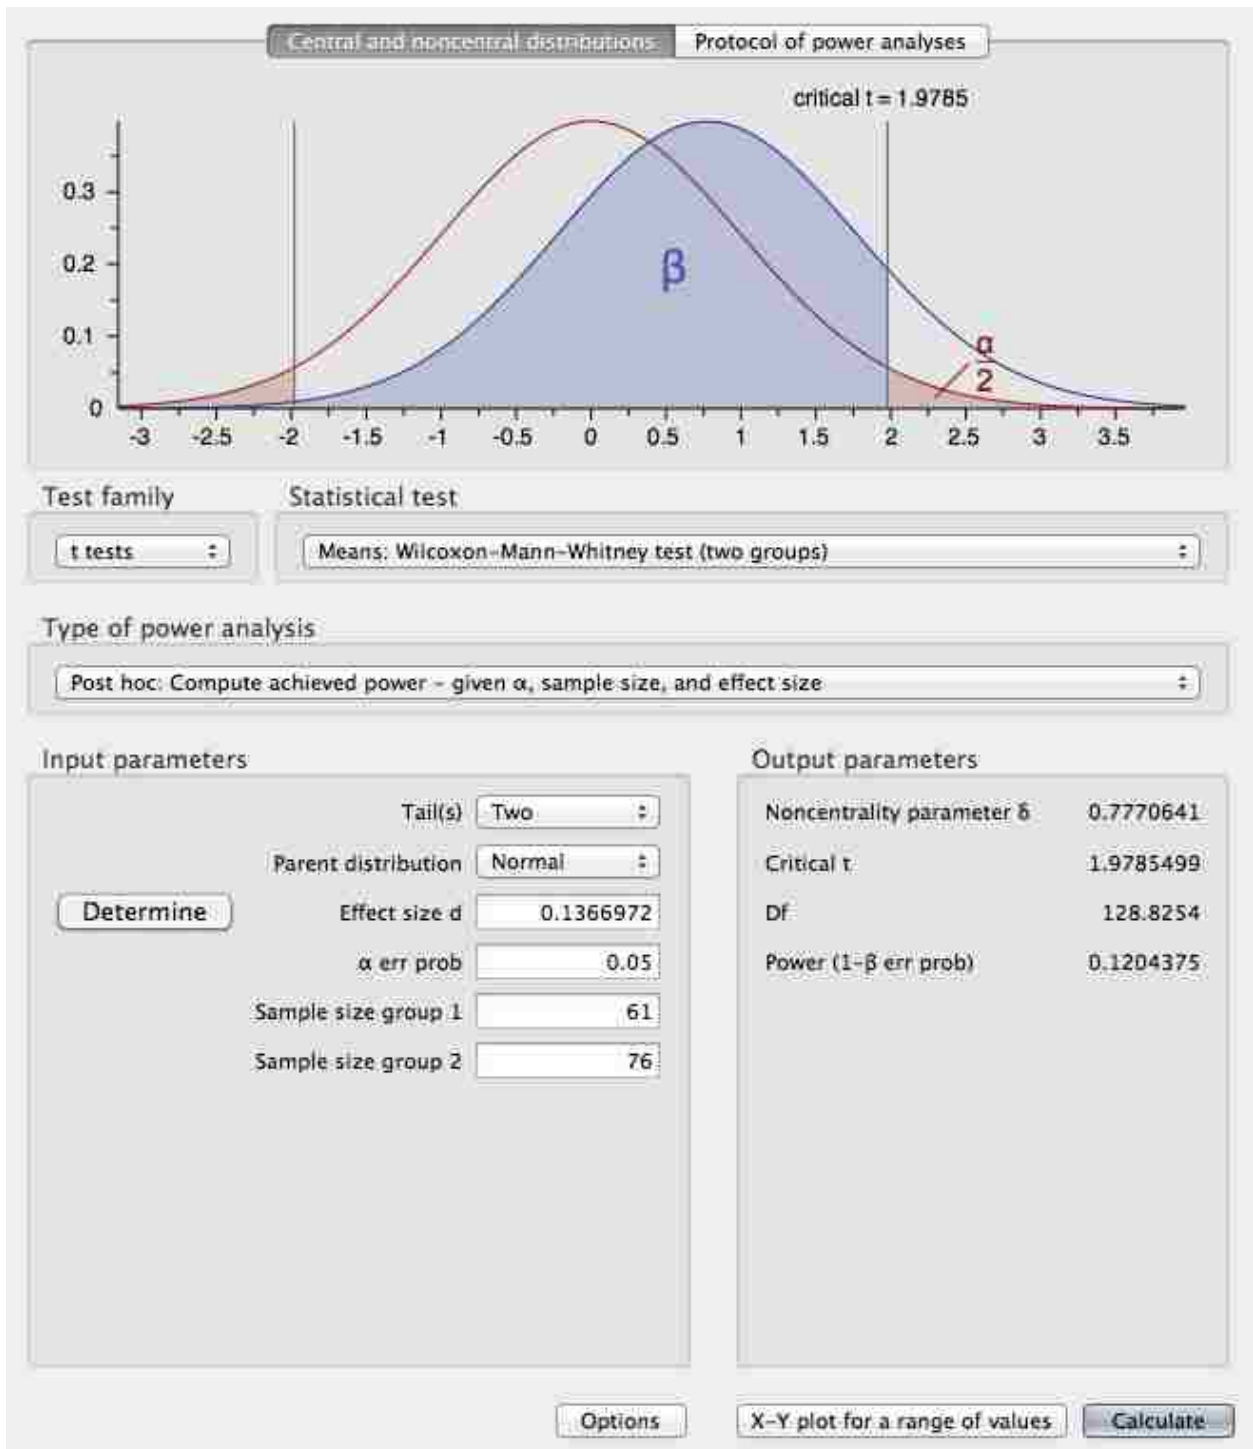 Central and noncentral distributions Protocol of power analyses
critical t = 1.9785
0.3
0.2
0.1
0
β
α
2
-3 -2.5 -2 -1.5 -1 -0.5 0 0.5 1 1.5 2 2.5 3 3.5
Test family Statistical test
t tests Means: Wilcoxon-Mann-Whitney test (two groups)
Type of power analysis
Post hoc: Compute achieved power - given α, sample size, and effect size
Input parameters Output parameters
Tail(s) Two Noncentrality parameter δ 0.7770641
Parent distribution Normal Critical t 1.9785499
Determine Effect size d 0.1366972 Df 128.8254
α err prob 0.05 Power (1-β err prob) 0.1204375
Sample size group 1 61
Sample size group 2 76
Options X-Y plot for a range of values Calculate